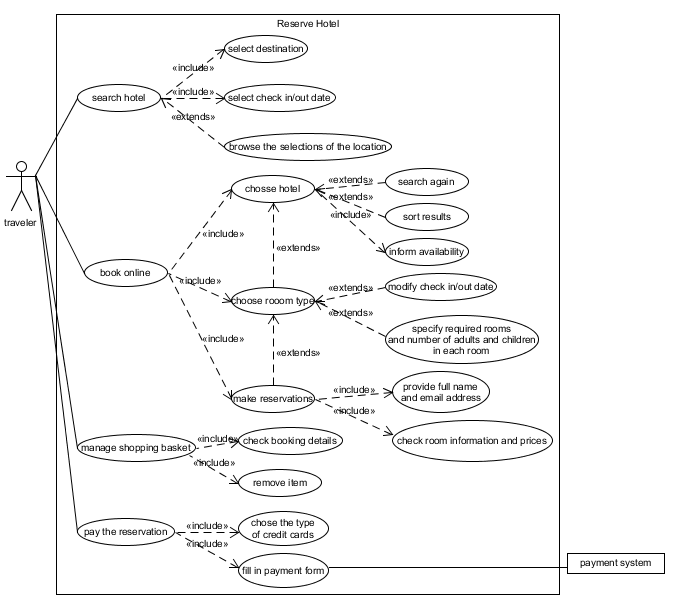 Reserve Hotel
select destination
«include»
search hotel
«include»
select check in/out date
«extends»
browse the selections of the location
traveler
chosse hotel
«extends»
search again
«extends»
sort results
«include»
inform availability
«include»
«extends»
book online
«include»
choose rooom type
«extends»
modify check in/out date
«extends»
specify required rooms
and number of adults and children
in each room
«include»
«extends»
make reservations
«include»
provide full name
and email address
«include»
check room information and prices
manage shopping basket
«include»
check booking details
«include»
remove item
pay the reservation
«include»
chose the type
of credit cards
«include»
fill in payment form
payment system